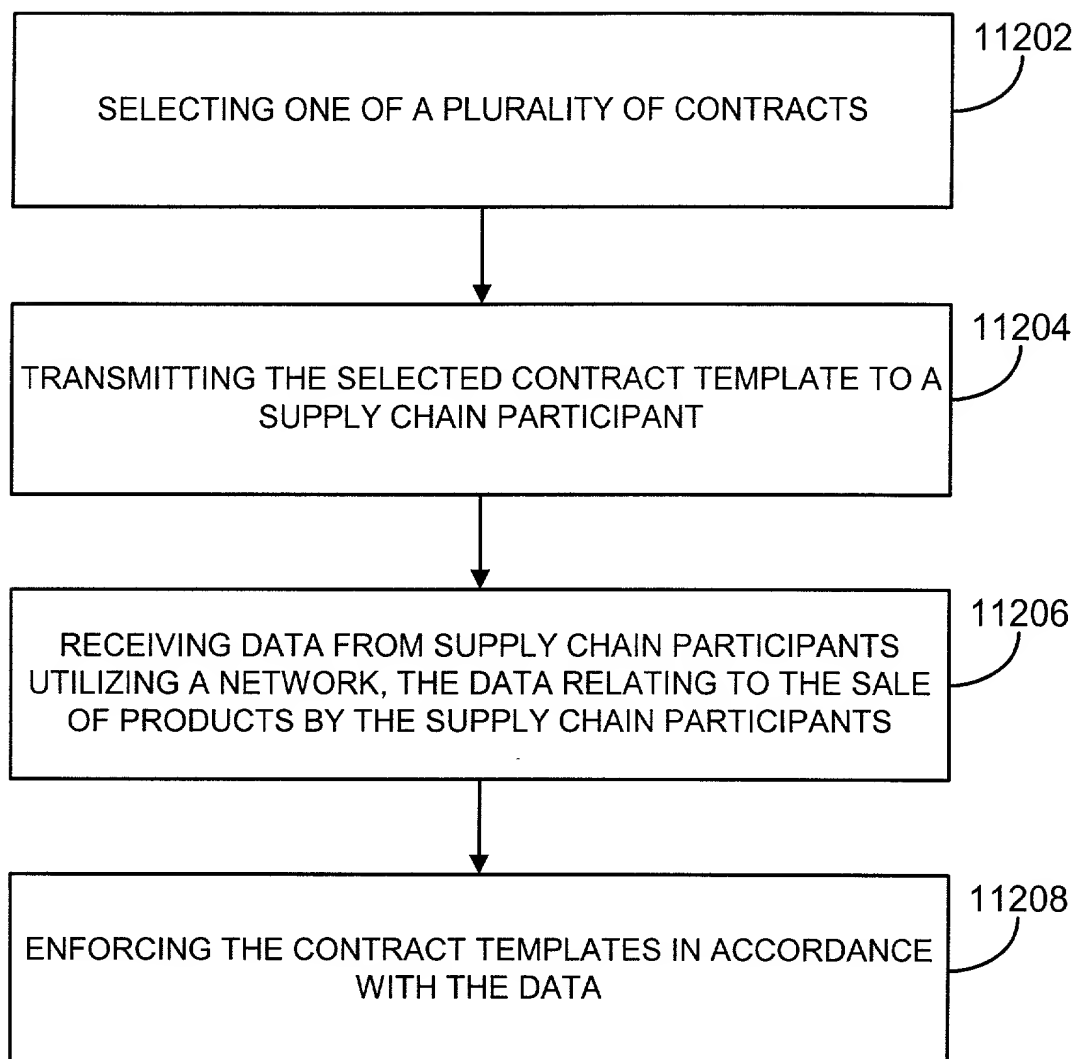 11202
SELECTING ONE OF A PLURALITY OF CONTRACTS
11204
TRANSMITTING THE SELECTED CONTRACT TEMPLATE TO A
SUPPLY CHAIN PARTICIPANT
11206
RECEIVING DATA FROM SUPPLY CHAIN PARTICIPANTS
UTILIZING A NETWORK, THE DATA RELATING TO THE SALE
OF PRODUCTS BY THE SUPPLY CHAIN PARTICIPANTS
11208
ENFORCING THE CONTRACT TEMPLATES IN ACCORDANCE
WITH THE DATA